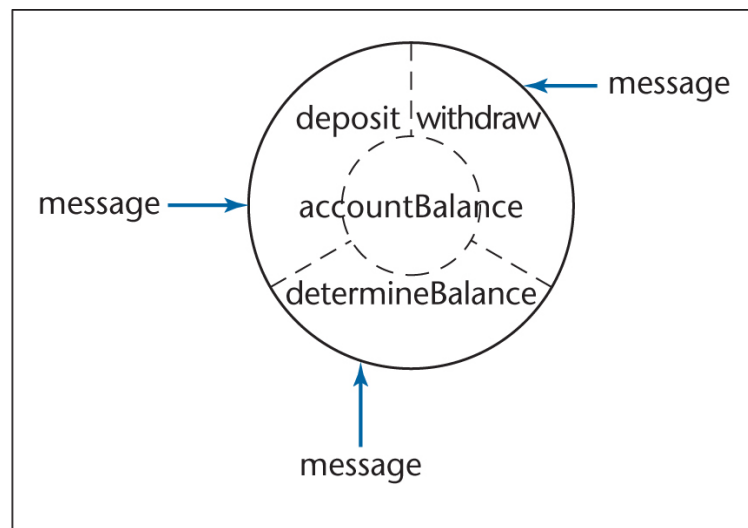 message
deposit withdraw
message
accountBalance
determineBalance
message